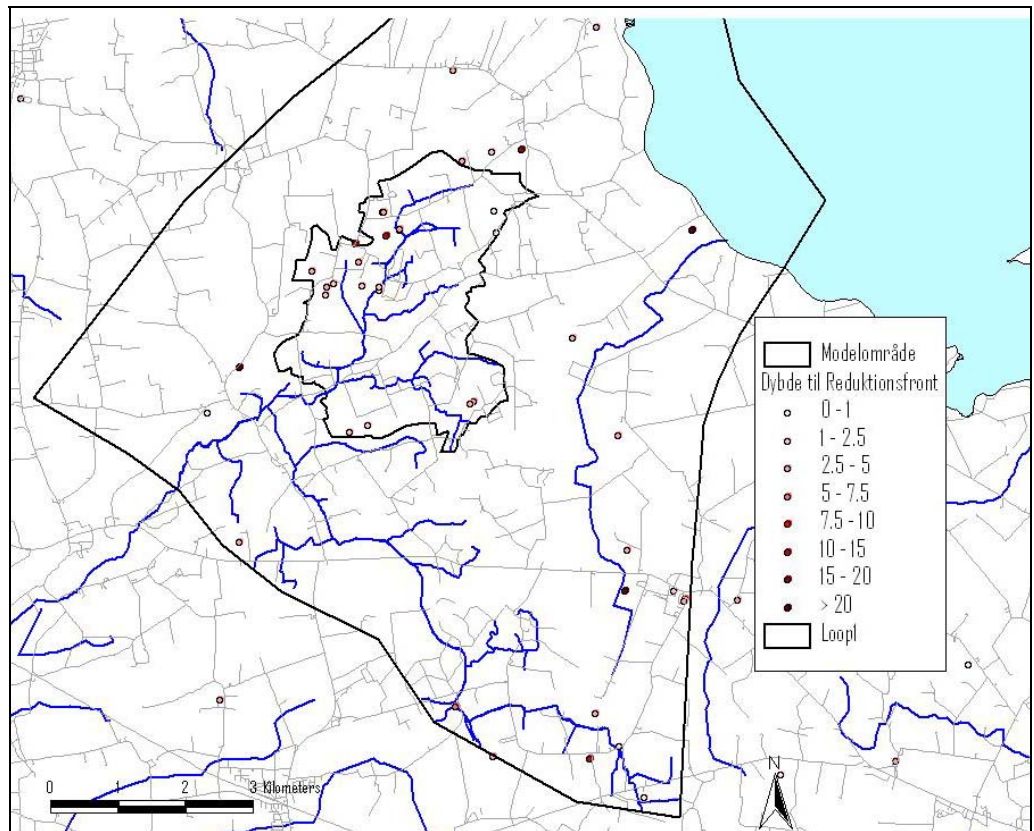 Modelområde
Dybde til Reduktionsfront
0 - 1
1 - 2.5
2.5 - 5
5 - 7.5
7.5 - 10
10 - 15
15 - 20
> 20
Loop1
0 1 2 3 Kilometers
N